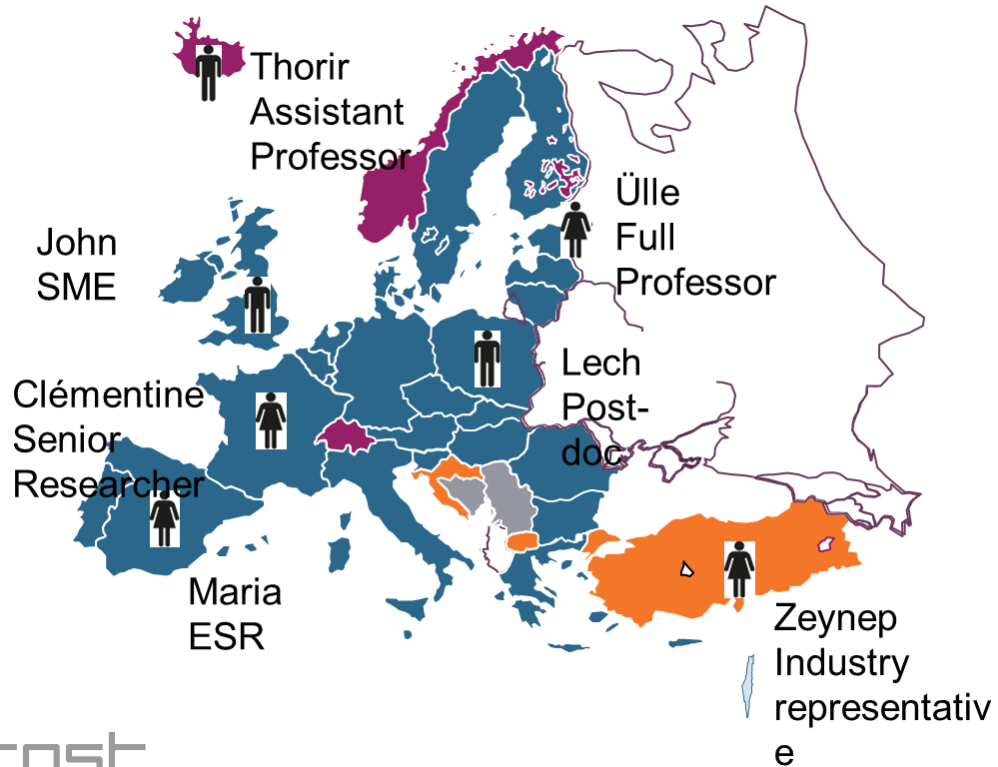 Thorir
Assistant
Professor
Ülle
Full
Professor
John
SME
Lech
Post-
doc
Clémentine
Senior
Researcher
Maria
ESR
Zeynep
Industry
representativ
e